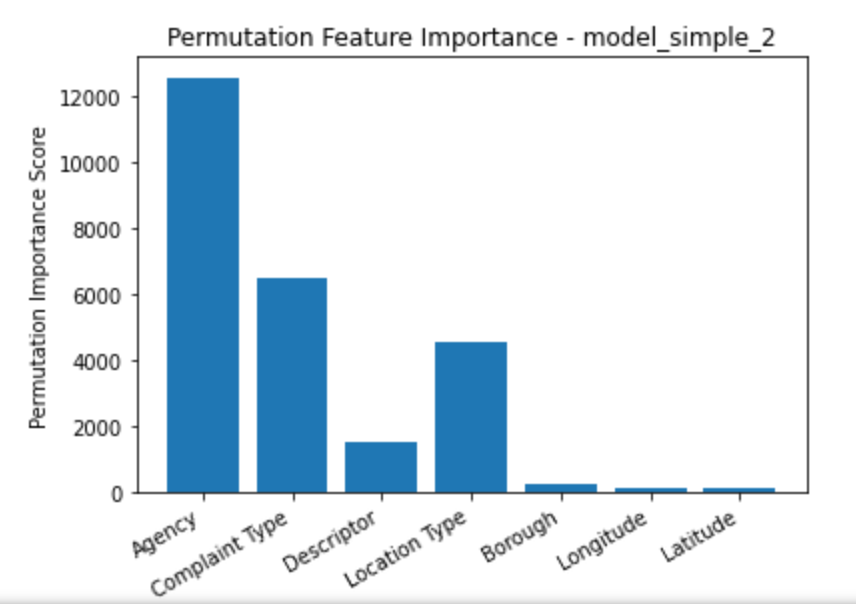 Permutation Feature Importance - model_simple_2
Permutation Importance Score
12000
10000
8000
6000
4000
2000
0
Agency
Complaint Type
Descriptor
Location Type
Borough
Longitude
Latitude